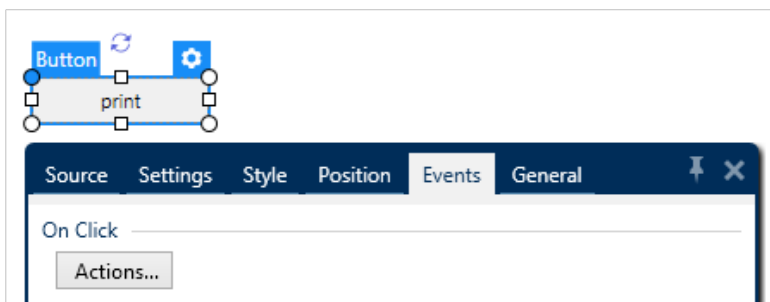 Button
print
Source Settings Style Position Events General
On Click
Actions...